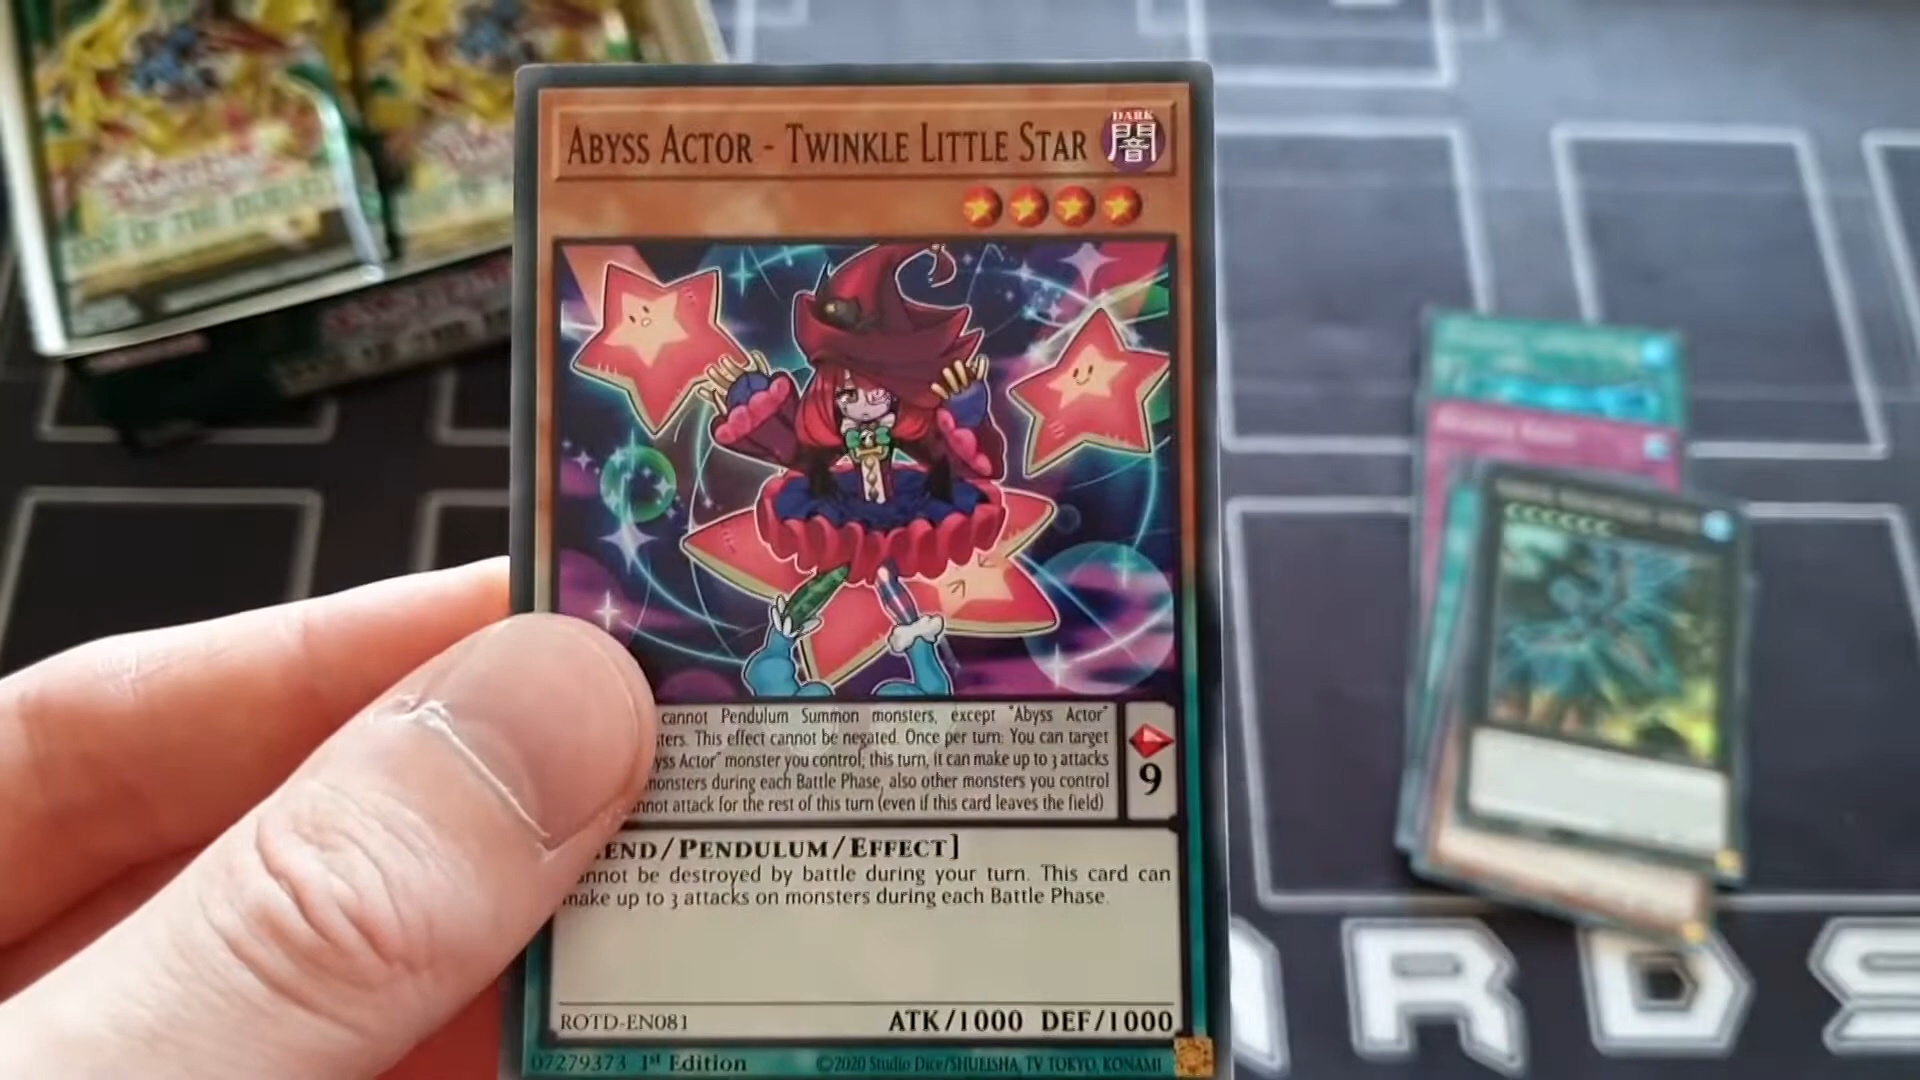 ABYSS ACTOR - TWINKLE LITTLE STAR
DARK
闇
cannot Pendulum Summon monsters, except "Abyss Actor"
This effect cannot be negated. Once per turn: You can target
Actor" monster you control; this turn, it can make up to 3 attacks
monsters during each Battle Phase, also other monsters you control
attack for the rest of this turn (even if this card leaves the field)
9
/PENDULUM/EFFECT]
be destroyed by battle during your turn. This card can
make up to 3 attacks on monsters during each Battle Phase.
ROTD-EN081
ATK/1000 DEF/1000
07279373 1st Edition
©2020 Studio Dice/SHUEISHA, TV TOKYO, KONAMI
OF THE
ARDS